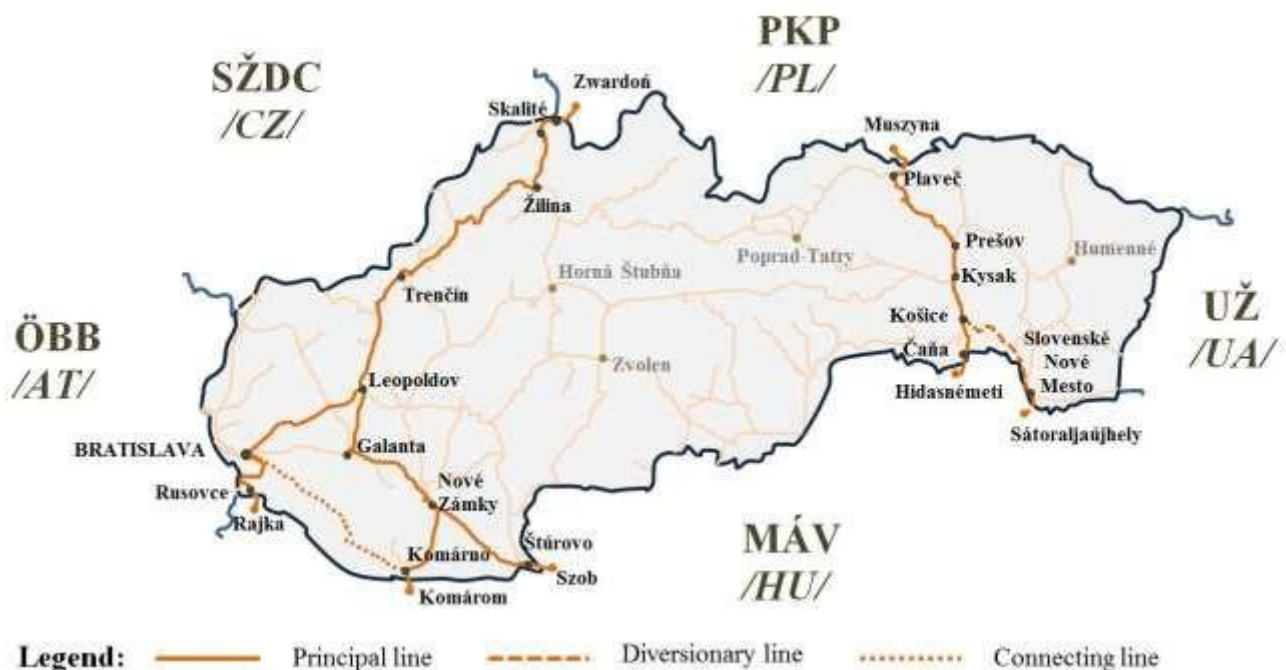 PKP
/PL/
SŽDC
/CZ/
Zwardoń
Skalité
Muszyna
Plaveč
Žilina
Prešov
Poprad-Tatry
Humenné
Kysak
Horná Štubňa
Trenčín
UŽ
/UA/
Košice
ÖBB
/AT/
Slovenské
Nové
Mesto
Čaňa
Zvolen
Leopoldov
Hidasnémeti
Sátoraljaújhely
BRATISLAVA
Galanta
Nové
Zámky
Rusovce
Rajka
MÁV
/HU/
Štúrovo
Komárno
Szob
Komárom
Legend:
Principal line
Diversionary line
Connecting line